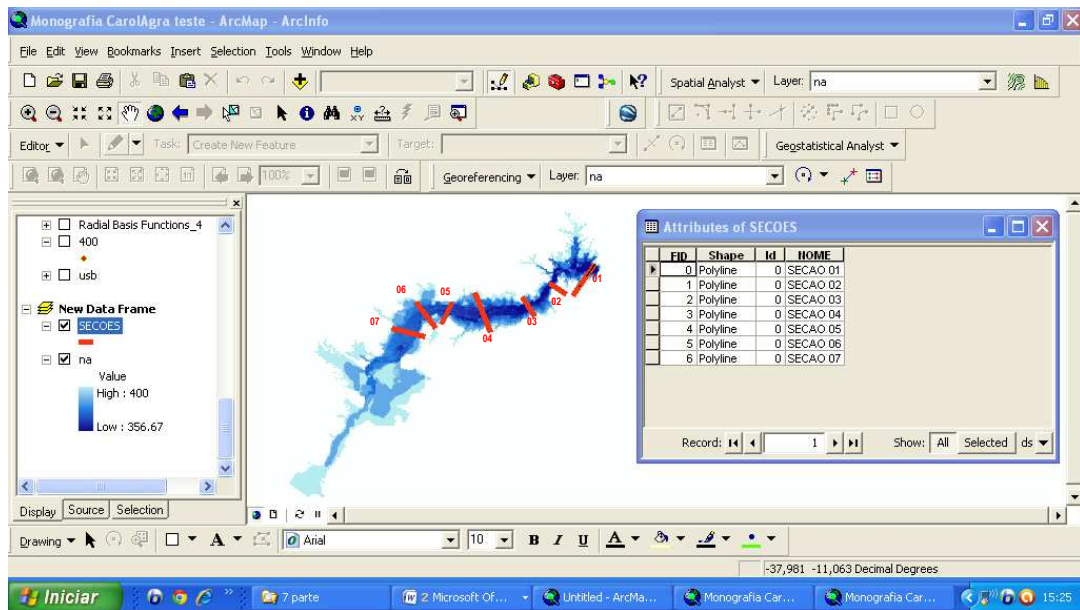 Monografia CarolAgra teste - ArcMap - ArcInfo
File Edit View Bookmarks Insert Selection Tools Window Help
Spatial Analyst Layer: na
Editor Task: Create New Feature Target: Geostatistical Analyst
100% Georeferencing Layer: na
Radial Basis Functions_4
400
usb
New Data Frame
SECOES
na
Value
High : 400
Low : 356.67
Display Source Selection
01
02
03
04
05
06
07
Attributes of SECOES
FID Shape Id NOME
0 Polyline 0 SECAO 01
1 Polyline 0 SECAO 02
2 Polyline 0 SECAO 03
3 Polyline 0 SECAO 04
4 Polyline 0 SECAO 05
5 Polyline 0 SECAO 06
6 Polyline 0 SECAO 07
Record: 1 Show: All Selected ds
Drawing A Arial 10 B I U A
-37,981 -11,063 Decimal Degrees
Iniciar 7 parte 2 Microsoft Of... Untitled - ArcMa... Monografia Car... Monografia Car... 15:25